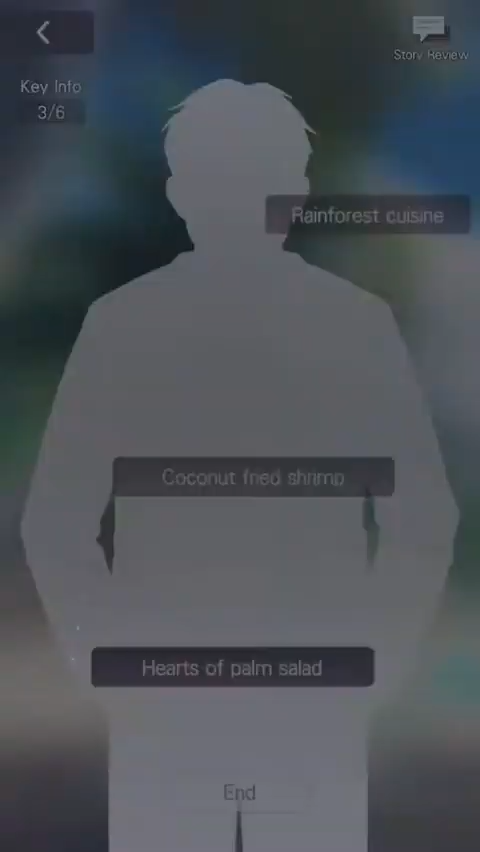 Story Review
Key Info
3/6
Rainforest cuisine
Coconut fried shrimp
Hearts of palm salad
End